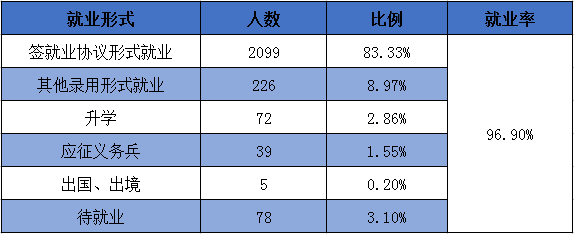 就业形式 人数 比例 就业率
签就业协议形式就业 2099 83.33%
其他录用形式就业 226 8.97%
升学 72 2.86%
96.90%
应征义务兵 39 1.55%
出国、出境 5 0.20%
待就业 78 3.10%